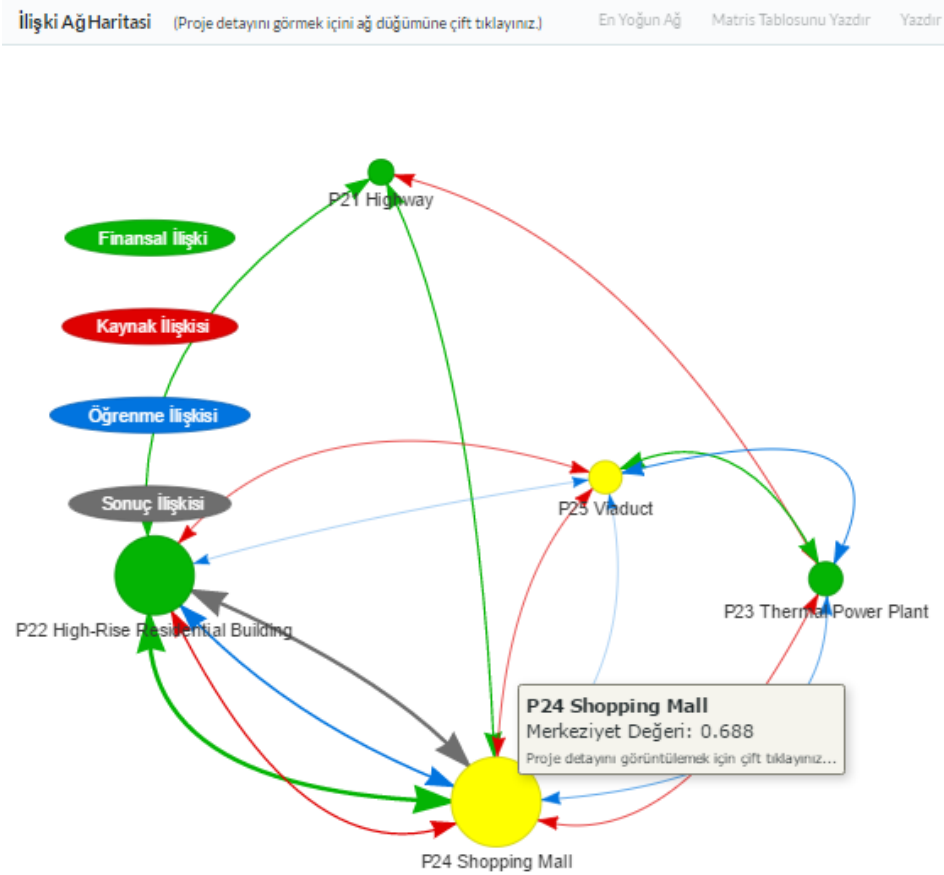 İlişki Ağ Haritasi (Proje detayını görmek içini ağ düğümüne çift tıklayınız.) En Yoğun Ağ Matris Tablosunu Yazdır Yazdır
P21 Highway
Finansal İlişki
Kaynak İlişkisi
Öğrenme İlişkisi
Sonuç İlişkisi
P25 Viaduct
P23 Thermal Power Plant
P22 High-Rise Residential Building
P24 Shopping Mall
Merkeziyet Değeri: 0.688
Proje detayını görüntülemek için çift tıklayınız...
P24 Shopping Mall